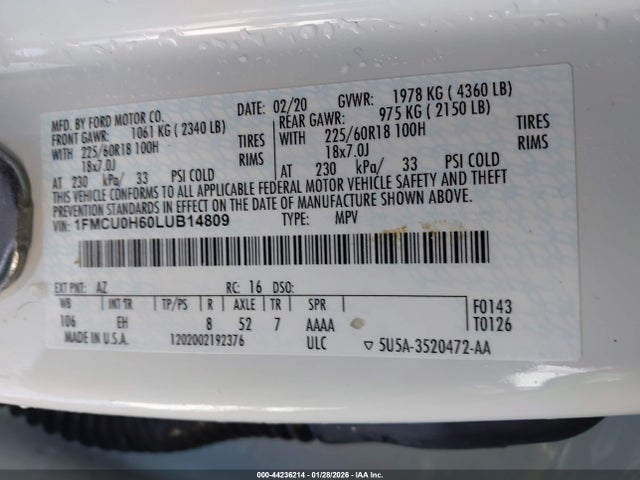 MFD. BY FORD MOTOR CO.
DATE: 02/20 GVWR: 1978 KG ( 4360 LB)
FRONT GAWR: 1061 KG ( 2340 LB)
REAR GAWR: 975 KG ( 2150 LB)
WITH 225/60R18 100H TIRES
18x7.0J RIMS
AT 230 kPa/ 33 PSI COLD
WITH 225/60R18 100H TIRES
18x7.0J RIMS
AT 230 kPa/ 33 PSI COLD
THIS VEHICLE CONFORMS TO ALL APPLICABLE FEDERAL MOTOR VEHICLE SAFETY AND THEFT
PREVENTION STANDARDS IN EFFECT ON THE DATE OF MANUFACTURE SHOWN ABOVE.
VIN: 1FMCU0H60LUB14809 TYPE: MPV
EXT PNT: AZ RC: 16 DSO:
WB INT TR TP/PS R AXLE TR SPR
106 EH 8 52 7 AAAA
F0143
T0126
MADE IN U.S.A. 1202002192376 ULC ▽ 5U5A-3520472-AA
000-44236214 | 01/28/2026 | IAA Inc.